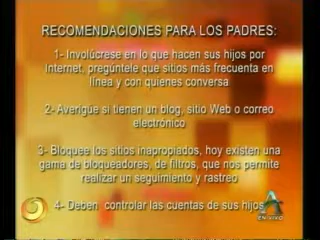 RECOMENDACIONES PARA LOS PADRES:
1- Involúcrese en lo que hacen sus hijos por
Internet, pregúntele que sitios más frecuenta en
línea y con quienes conversa
2- Averigüe si tienen un blog, sitio Web o correo
electrónico
3- Bloquee los sitios inapropiados, hoy existen una
gama de bloqueadores, de filtros, que nos permite
realizar un seguimiento y rastreo
4- Deben controlar las cuentas de sus hijos
EN VIVO